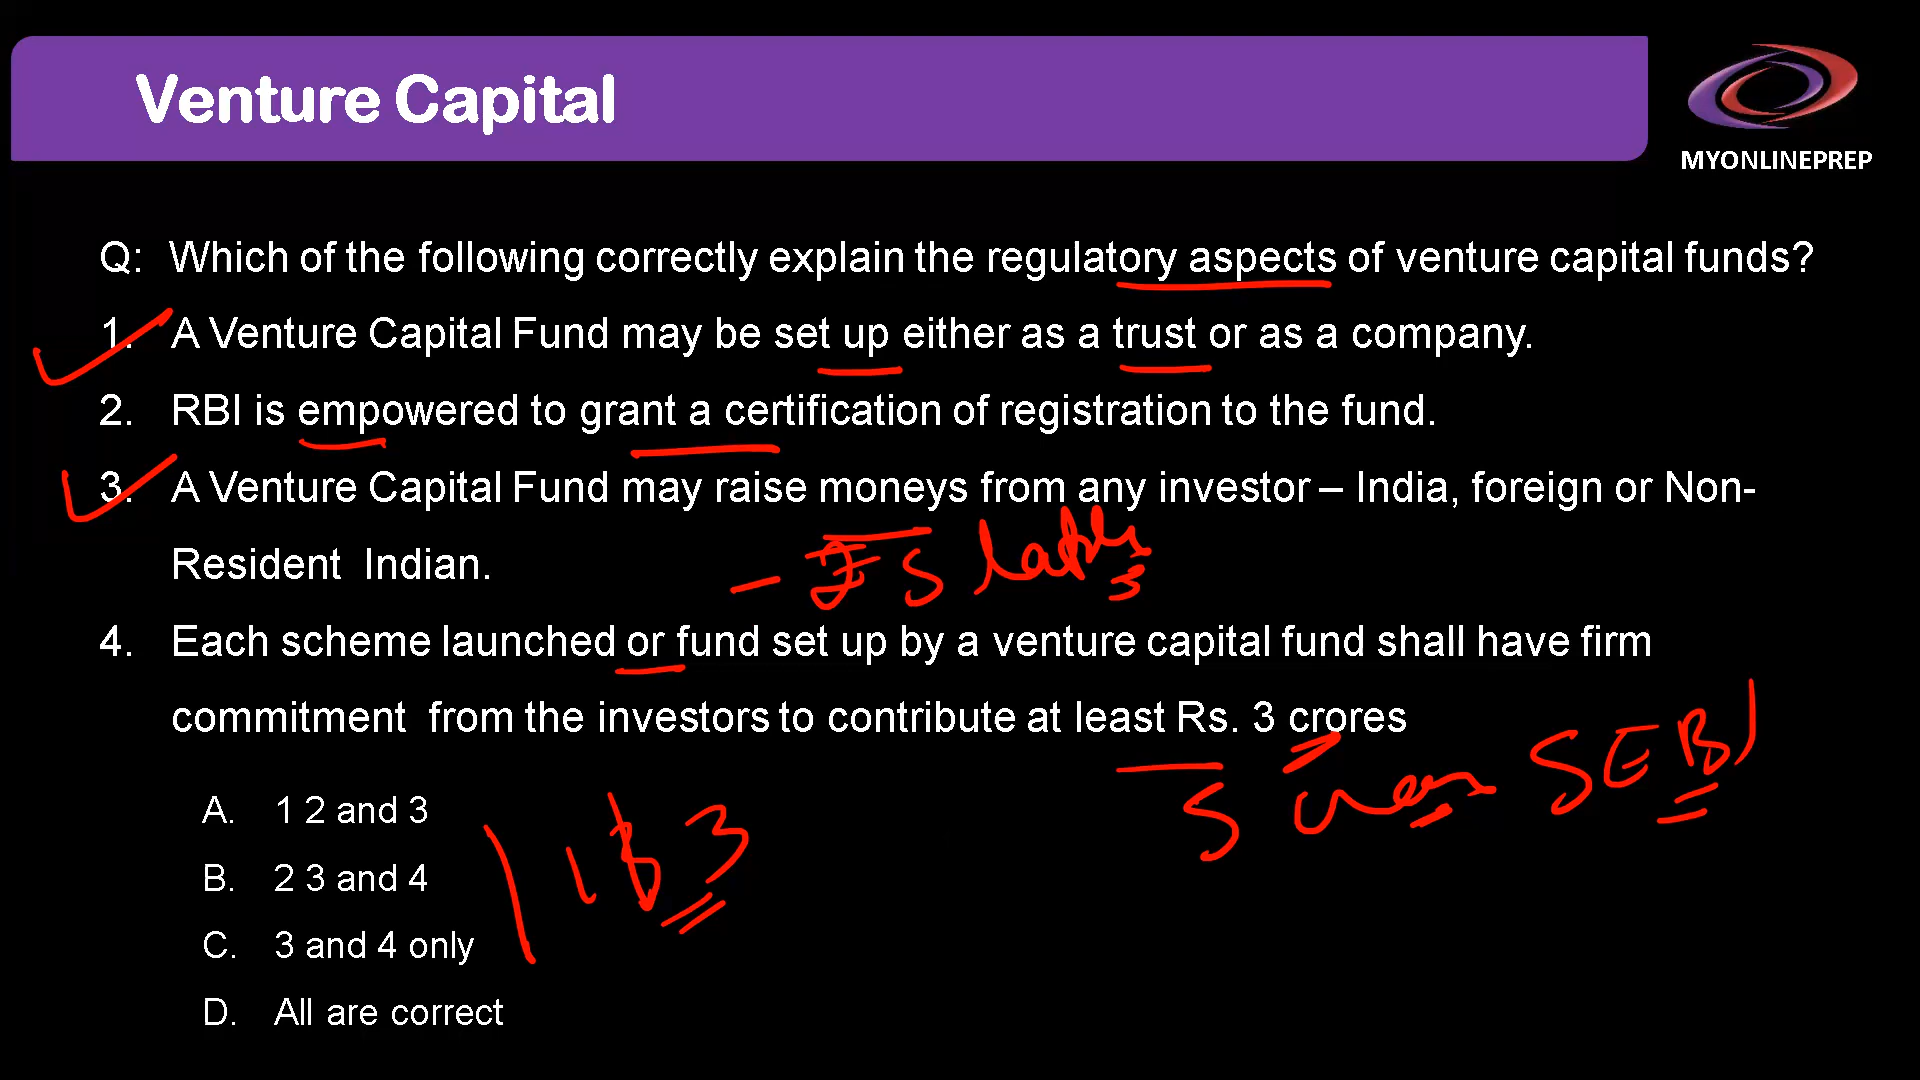 Venture Capital
MYONLINEPREP
Q: Which of the following correctly explain the regulatory aspects of venture capital funds?
1. A Venture Capital Fund may be set up either as a trust or as a company.
2. RBI is empowered to grant a certification of registration to the fund.
3. A Venture Capital Fund may raise moneys from any investor – India, foreign or Non-
Resident Indian.
- ₹ 5 lakhs
4. Each scheme launched or fund set up by a venture capital fund shall have firm
commitment from the investors to contribute at least Rs. 3 crores
5 crores SEBI
A. 1 2 and 3
B. 2 3 and 4
C. 3 and 4 only
D. All are correct
1 & 3